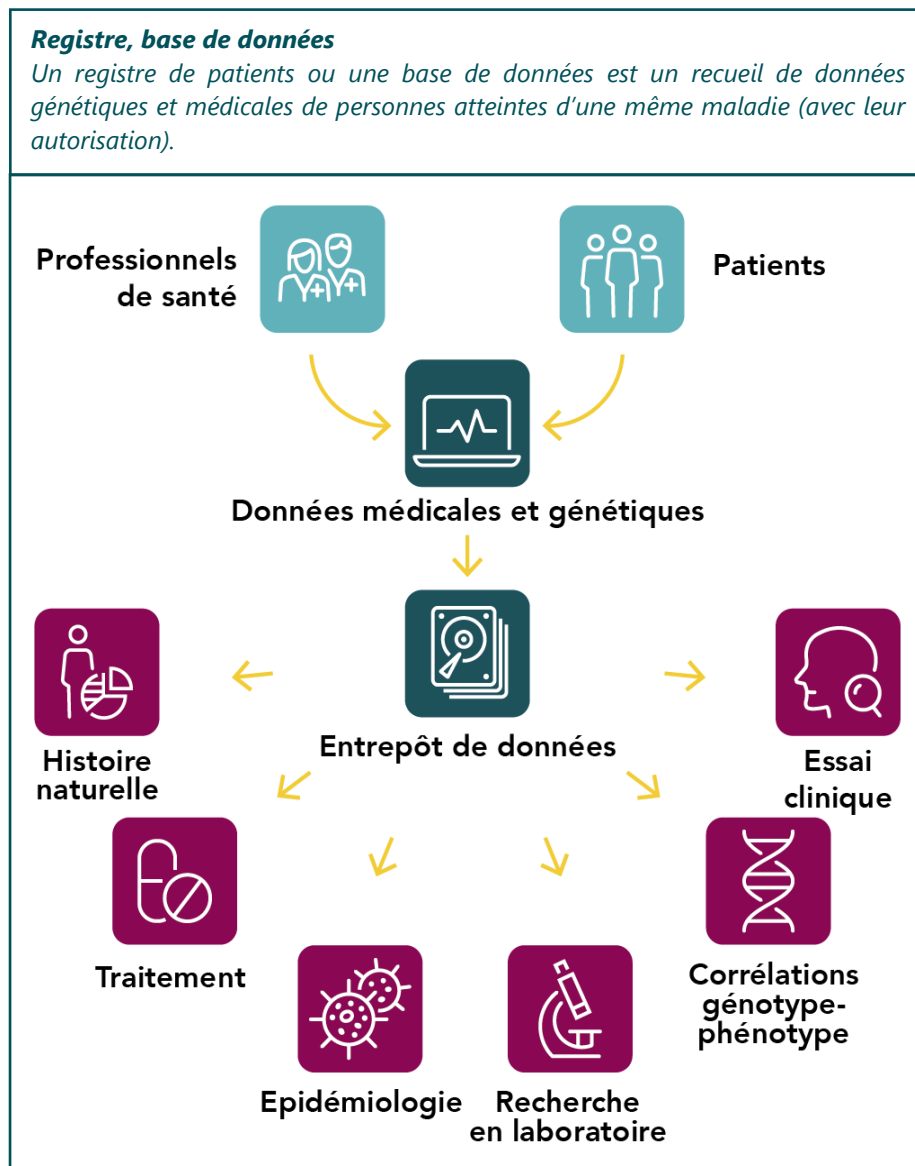 Registre, base de données
Un registre de patients ou une base de données est un recueil de données
génétiques et médicales de personnes atteintes d’une même maladie (avec leur
autorisation).
Professionnels
de santé
Patients
Données médicales et génétiques
Entrepôt de données
Histoire
naturelle
Essai
clinique
Traitement
Corrélations
génotype-
phénotype
Epidémiologie
Recherche
en laboratoire